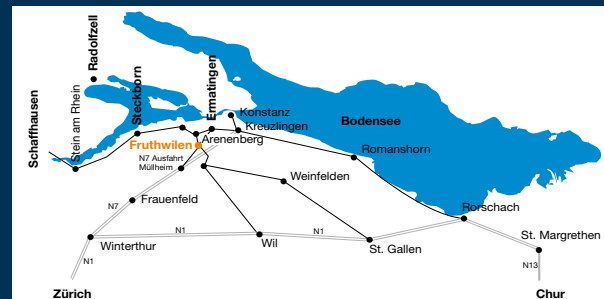 Radolfzell
Schaffhausen
Stein am Rhein
Steckborn
Ermatingen
Konstanz
Kreuzlingen
Bodensee
Fruthwilen
Arenenberg
Romanshorn
N7 Ausfahrt
Müllheim
Weinfelden
N7
Frauenfeld
Rorschach
Winterthur
N1
Wil
N1
St. Gallen
St. Margrethen
N1
N13
Zürich
Chur